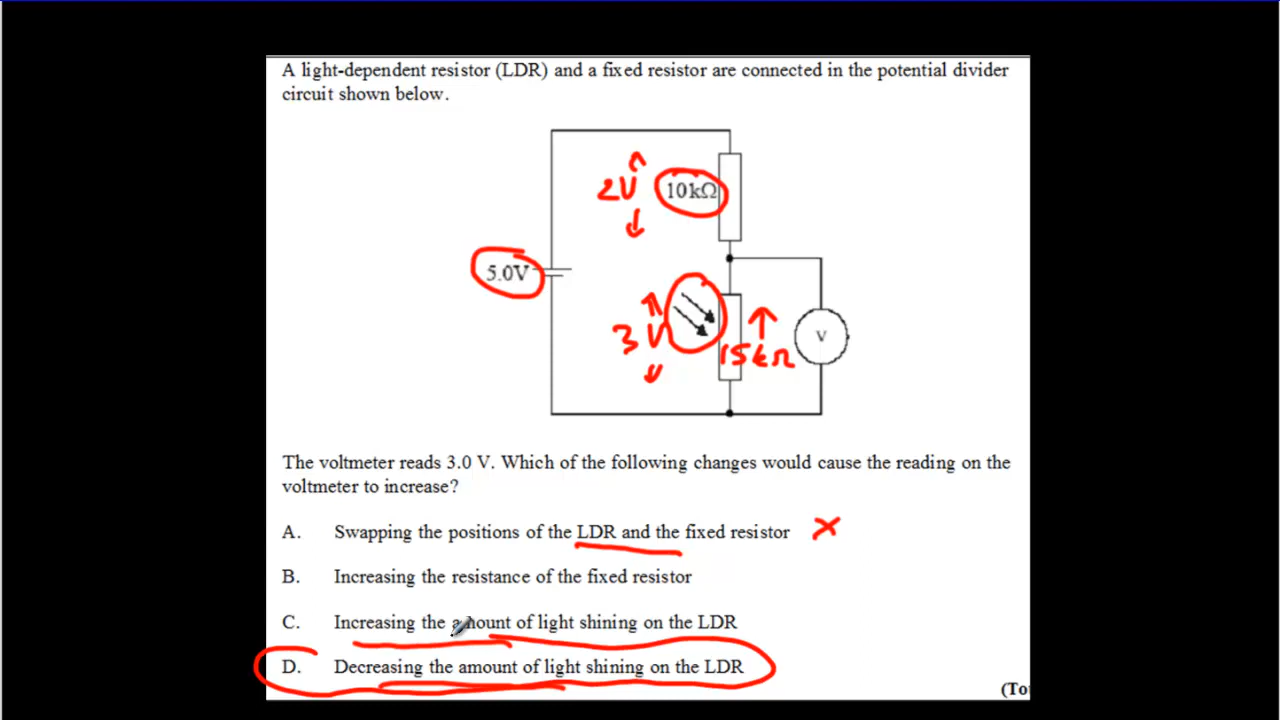 A light-dependent resistor (LDR) and a fixed resistor are connected in the potential divider
circuit shown below.
2V
10kΩ
5.0V
3V
15kΩ
V
The voltmeter reads 3.0 V. Which of the following changes would cause the reading on the
voltmeter to increase?
A. Swapping the positions of the LDR and the fixed resistor
B. Increasing the resistance of the fixed resistor
C. Increasing the amount of light shining on the LDR
D. Decreasing the amount of light shining on the LDR
(To